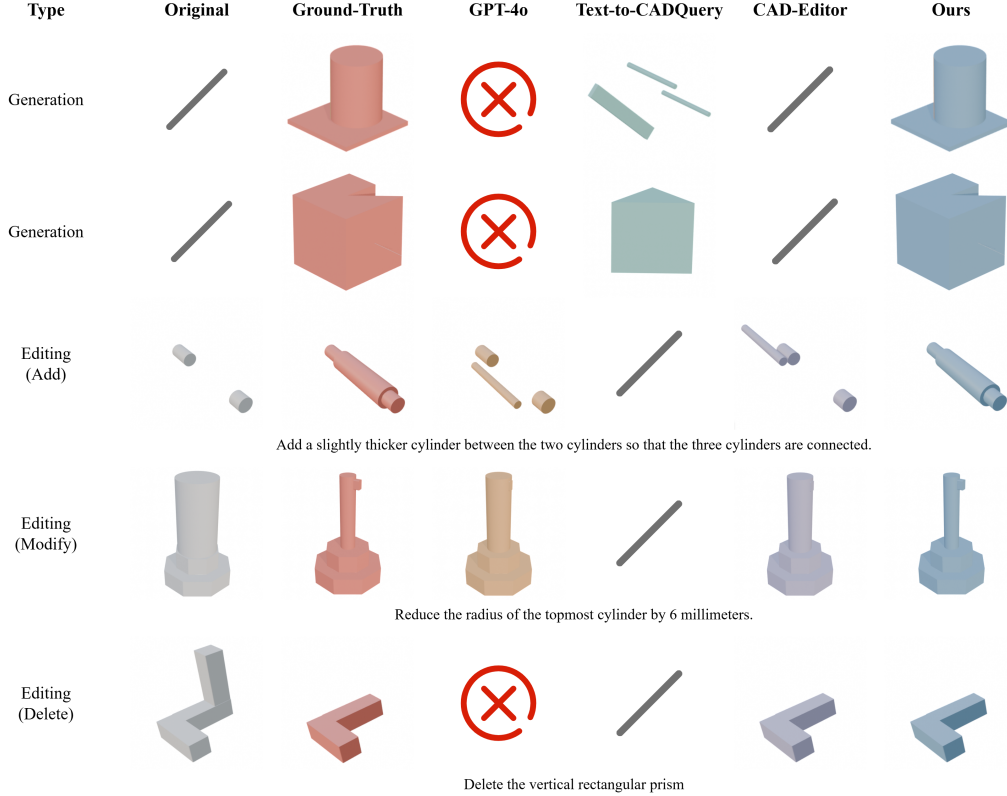 Type Original Ground-Truth GPT-4o Text-to-CADQuery CAD-Editor Ours
Generation
Generation
Editing
(Add)
Add a slightly thicker cylinder between the two cylinders so that the three cylinders are connected.
Editing
(Modify)
Reduce the radius of the topmost cylinder by 6 millimeters.
Editing
(Delete)
Delete the vertical rectangular prism